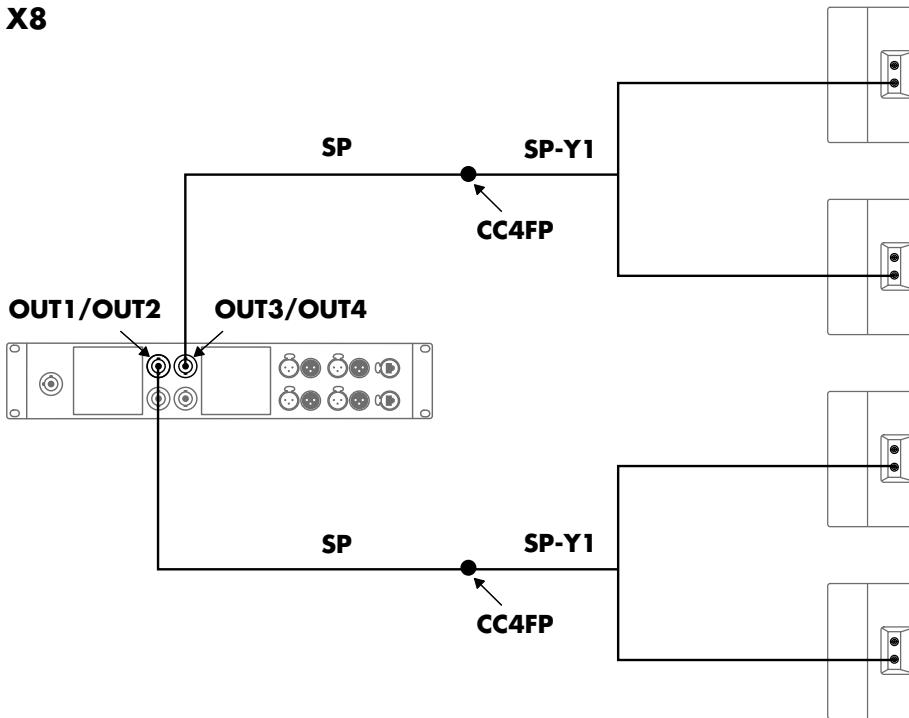 X8
SP
SP-Y1
CC4FP
OUT1/OUT2
OUT3/OUT4
SP
SP-Y1
CC4FP